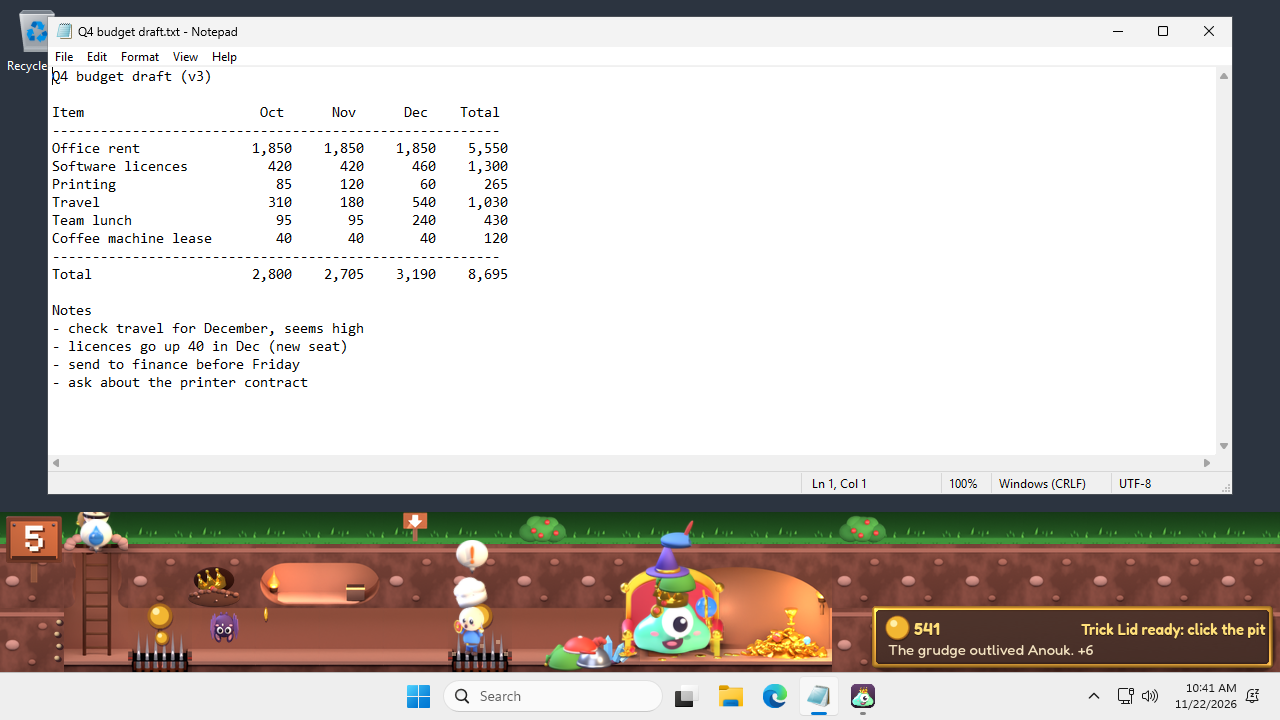 Recycle
Q4 budget draft.txt - Notepad
File Edit Format View Help
Q4 budget draft (v3)
Item Oct Nov Dec Total
--------------------------------------------------------
Office rent 1,850 1,850 1,850 5,550
Software licences 420 420 460 1,300
Printing 85 120 60 265
Travel 310 180 540 1,030
Team lunch 95 95 240 430
Coffee machine lease 40 40 40 120
--------------------------------------------------------
Total 2,800 2,705 3,190 8,695
Notes
- check travel for December, seems high
- licences go up 40 in Dec (new seat)
- send to finance before Friday
- ask about the printer contract
Ln 1, Col 1 100% Windows (CRLF) UTF-8
5
541 Trick Lid ready: click the pit
The grudge outlived Anouk. +6
Search
10:41 AM
11/22/2026